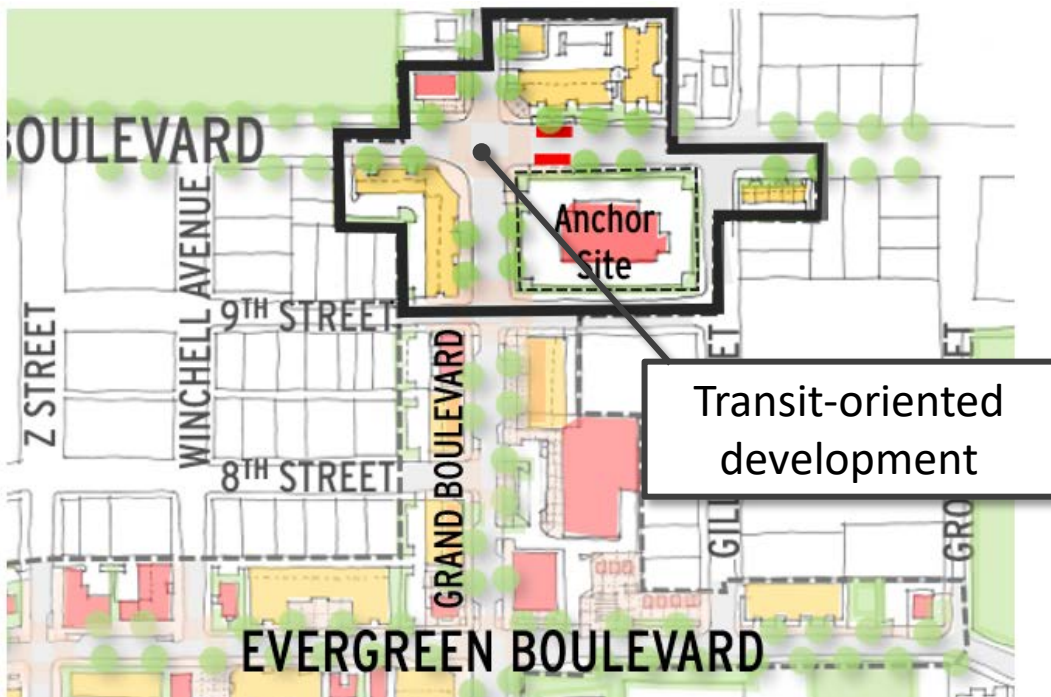 BOULEVARD
Anchor
Site
WINCHELL AVENUE
Z STREET
9TH STREET
GRAND BOULEVARD
Transit-oriented
development
8TH STREET
EVERGREEN BOULEVARD